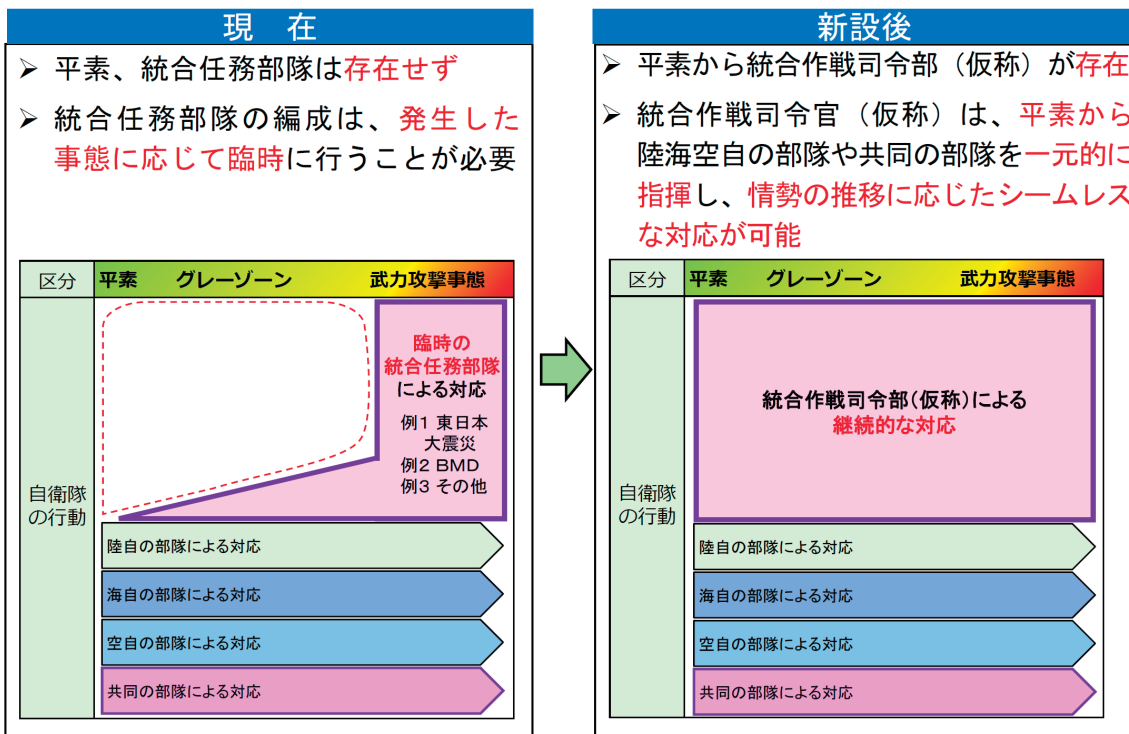 現 在
➢ 平素、統合任務部隊は存在せず
➢ 統合任務部隊の編成は、発生した
事態に応じて臨時に行うことが必要
区分 平素 グレーゾーン 武力攻撃事態
臨時の
統合任務部隊
による対応
例1 東日本
大震災
例2 BMD
例3 その他
自衛隊
の行動
陸自の部隊による対応
海自の部隊による対応
空自の部隊による対応
共同の部隊による対応
新設後
➢ 平素から統合作戦司令部（仮称）が存在
➢ 統合作戦司令官（仮称）は、平素から
陸海空自の部隊や共同の部隊を一元的に
指揮し、情勢の推移に応じたシームレス
な対応が可能
区分 平素 グレーゾーン 武力攻撃事態
統合作戦司令部(仮称)による
継続的な対応
自衛隊
の行動
陸自の部隊による対応
海自の部隊による対応
空自の部隊による対応
共同の部隊による対応